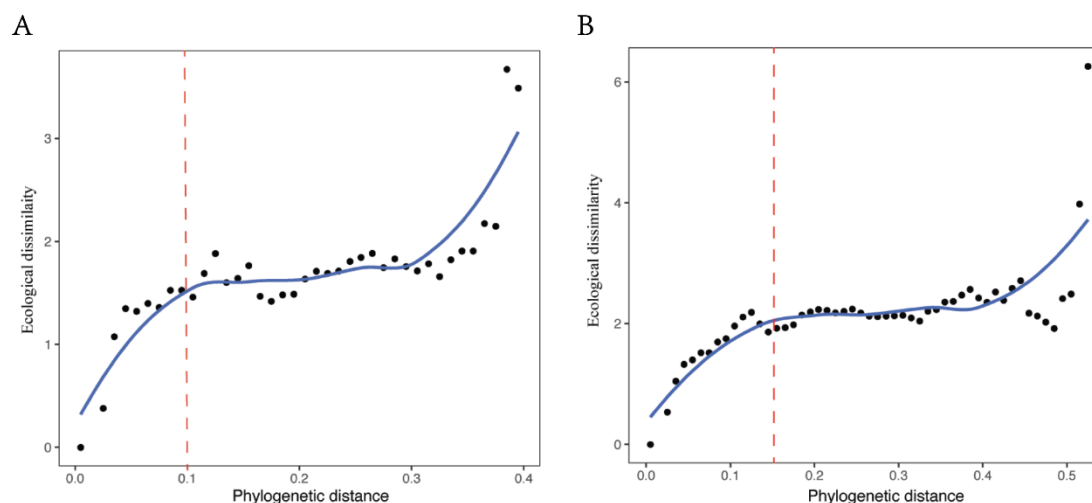 A
B
Ecological dissimilaity
3
2
1
0
0.0 0.1 0.2 0.3 0.4
Phylogenetic distance
Ecological dissimilarity
6
4
2
0
0.0 0.1 0.2 0.3 0.4 0.5
Phylogenetic distance